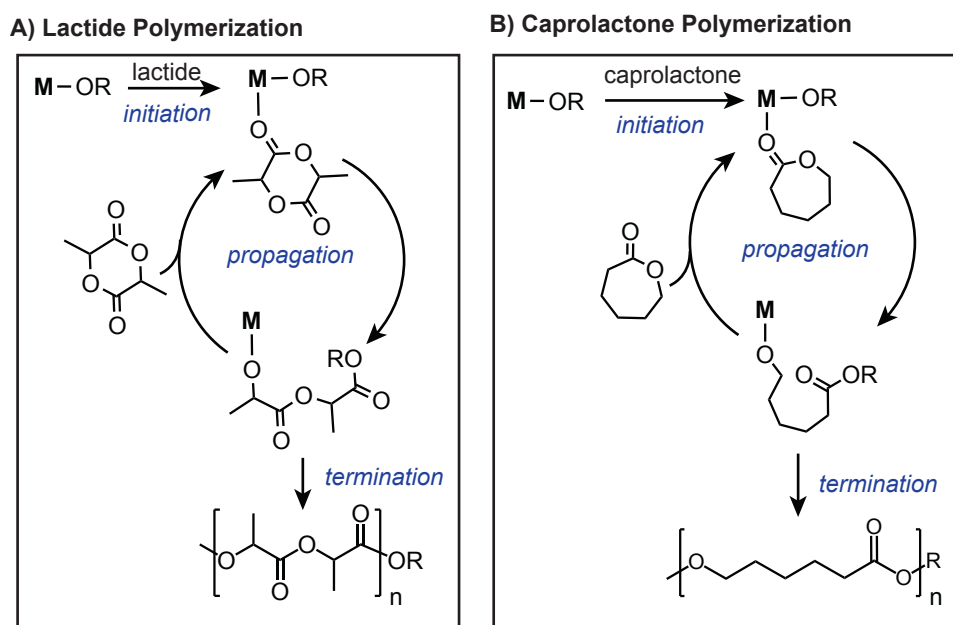 A) Lactide Polymerization
M
OR
lactide
initiation
M
OR
O
O
O
O
O
O
O
O
propagation
M
O
RO
O
O
O
termination
O
O
O
O
OR
n
B) Caprolactone Polymerization
M
OR
caprolactone
initiation
M
OR
O
O
O
O
propagation
M
O
O
OR
termination
O
O
O
R
n